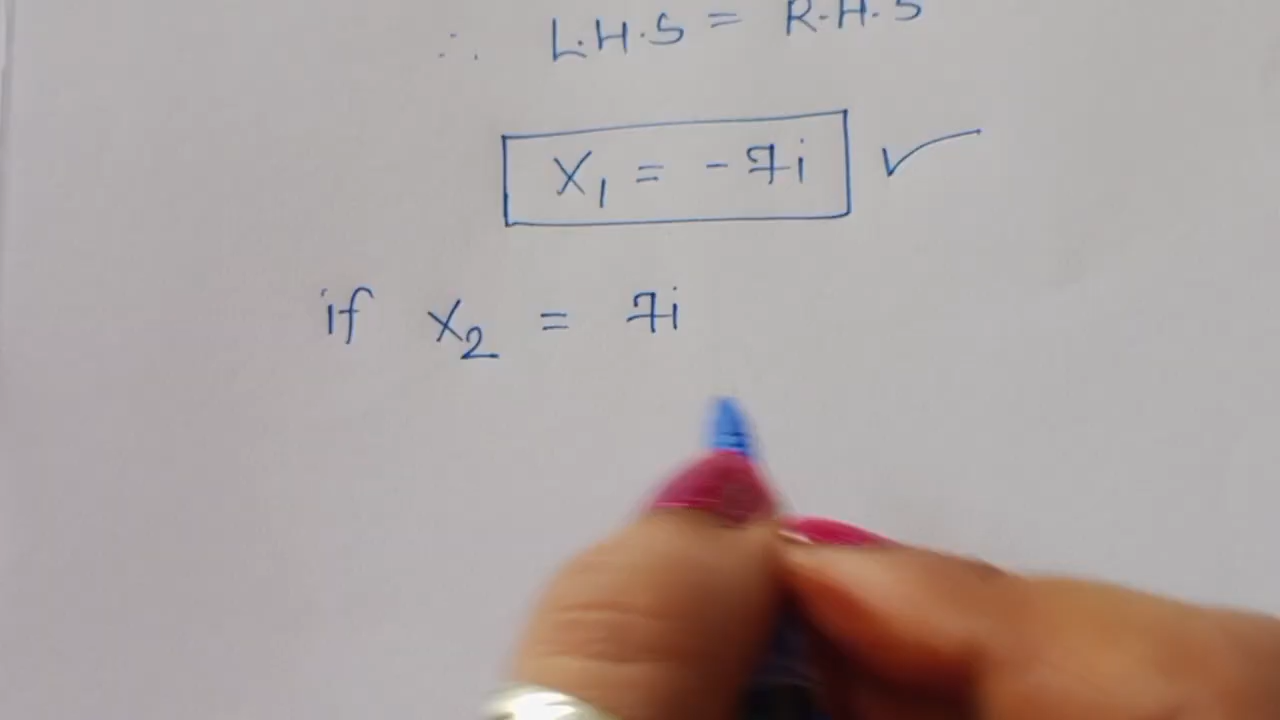 ∴ L.H.S = R.H.S
X₁ = -7i ✓
if X₂ = 7i